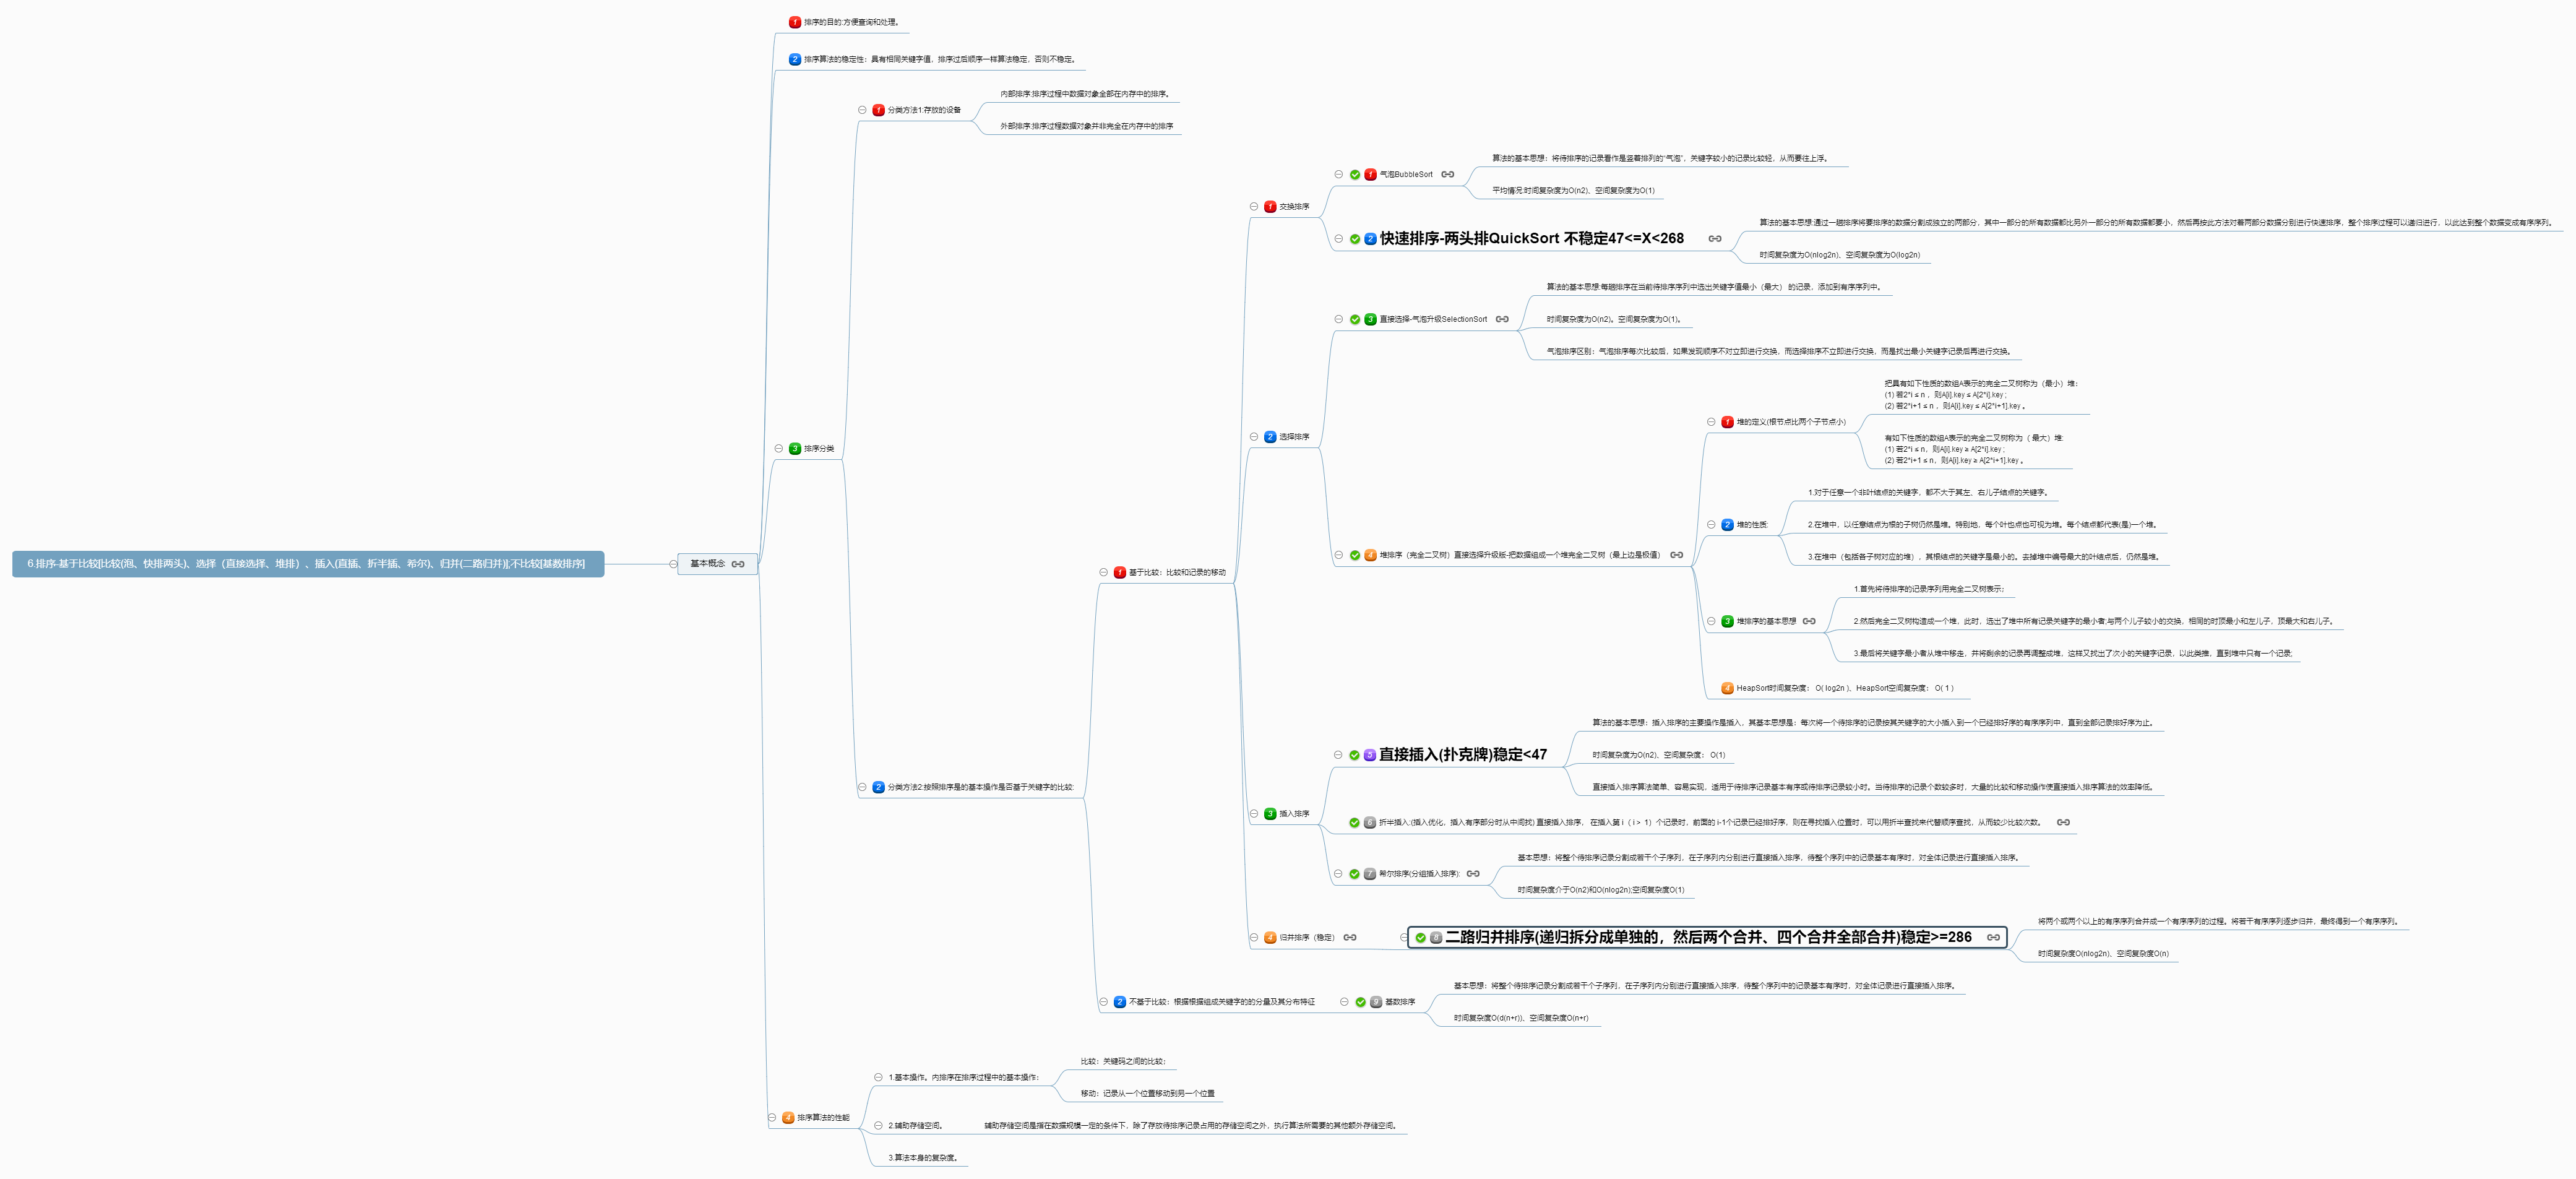 6.排序-基于比较[比较(泡、快排两头)、选择（直接选择、堆排）、插入(直插、折半插、希尔)、归并(二路归并)];不比较[基数排序]
基本概念
1 排序的目的:方便查询和处理。
2 排序算法的稳定性：具有相同关键字值，排序过后顺序一样算法稳定，否则不稳定。
3 排序分类
1 分类方法1:存放的设备
内部排序:排序过程中数据对象全部在内存中的排序。
外部排序:排序过程数据对象并非完全在内存中的排序
2 分类方法2:按照排序是的基本操作是否基于关键字的比较:
1 基于比较：比较和记录的移动
1 交换排序
1 气泡BubbleSort
算法的基本思想：将待排序的记录看作是竖着排列的“气泡”，关键字较小的记录比较轻，从而要往上浮。
平均情况:时间复杂度为O(n2)、空间复杂度为O(1)
2 快速排序-两头排QuickSort 不稳定47<=X<268
算法的基本思想:通过一趟排序将要排序的数据分割成独立的两部分，其中一部分的所有数据都比另外一部分的所有数据都要小，然后再按此方法对着两部分数据分别进行快速排序，整个排序过程可以递归进行，以此达到整个数据变成有序序列。
时间复杂度为O(nlog2n)、空间复杂度为O(log2n)
2 选择排序
3 直接选择-气泡升级SelectionSort
算法的基本思想:每趟排序在当前待排序序列中选出关键字值最小（最大） 的记录，添加到有序序列中。
时间复杂度为O(n2)。空间复杂度为O(1)。
气泡排序区别：气泡排序每次比较后，如果发现顺序不对立即进行交换，而选择排序不立即进行交换，而是找出最小关键字记录后再进行交换。
4 堆排序（完全二叉树）直接选择升级版-把数据组成一个堆完全二叉树（最上边是极值）
1 堆的定义(根节点比两个子节点小)
把具有如下性质的数组A表示的完全二叉树称为（最小）堆：
(1) 若2*i ≤ n ，则A[i].key ≤ A[2*i].key ;
(2) 若2*i+1 ≤ n ，则A[i].key ≤ A[2*i+1].key 。
有如下性质的数组A表示的完全二叉树称为（ 最大）堆:
(1) 若2*i ≤ n，则A[i].key ≥ A[2*i].key ;
(2) 若2*i+1 ≤ n，则A[i].key ≥ A[2*i+1].key 。
2 堆的性质:
1.对于任意一个非叶结点的关键字，都不大于其左、右儿子结点的关键字。
2.在堆中，以任意结点为根的子树仍然是堆。特别地，每个叶也点也可视为堆。每个结点都代表(是)一个堆。
3.在堆中（包括各子树对应的堆），其根结点的关键字是最小的。去掉堆中编号最大的叶结点后，仍然是堆。
3 堆排序的基本思想
1.首先将待排序的记录序列用完全二叉树表示;
2.然后完全二叉树构造成一个堆，此时，选出了堆中所有记录关键字的最小者;与两个儿子较小的交换，相同的时顶最小和左儿子，顶最大和右儿子。
3.最后将关键字最小者从堆中移走，并将剩余的记录再调整成堆，这样又找出了次小的关键字记录，以此类推，直到堆中只有一个记录;
4 HeapSort时间复杂度： O( log2n )、HeapSort空间复杂度： O( 1 )
3 插入排序
5 直接插入(扑克牌)稳定<47
算法的基本思想：插入排序的主要操作是插入，其基本思想是：每次将一个待排序的记录按其关键字的大小插入到一个已经排好序的有序序列中，直到全部记录排好序为止。
时间复杂度为O(n2)、空间复杂度： O(1)
直接插入排序算法简单、容易实现，适用于待排序记录基本有序或待排序记录较小时。当待排序的记录个数较多时，大量的比较和移动操作使直接插入排序算法的效率降低。
6 折半插入:(插入优化，插入有序部分时从中间找) 直接插入排序， 在插入第 i（ i > 1）个记录时，前面的 i-1个记录已经排好序，则在寻找插入位置时，可以用折半查找来代替顺序查找，从而较少比较次数。
7 希尔排序(分组插入排序):
基本思想：将整个待排序记录分割成若干个子序列，在子序列内分别进行直接插入排序，待整个序列中的记录基本有序时，对全体记录进行直接插入排序。
时间复杂度介于O(n2)和O(nlog2n);空间复杂度O(1)
4 归并排序（稳定）
8 二路归并排序(递归拆分成单独的，然后两个合并、四个合并全部合并)稳定>=286
将两个或两个以上的有序序列合并成一个有序序列的过程。将若干有序序列逐步归并，最终得到一个有序序列。
时间复杂度O(nlog2n)、空间复杂度O(n)
2 不基于比较：根据根据组成关键字的的分量及其分布特征
9 基数排序
基本思想：将整个待排序记录分割成若干个子序列，在子序列内分别进行直接插入排序，待整个序列中的记录基本有序时，对全体记录进行直接插入排序。
时间复杂度O(d(n+r))、空间复杂度O(n+r)
4 排序算法的性能
1.基本操作。内排序在排序过程中的基本操作：
比较：关键码之间的比较；
移动：记录从一个位置移动到另一个位置
2.辅助存储空间。
辅助存储空间是指在数据规模一定的条件下，除了存放待排序记录占用的存储空间之外，执行算法所需要的其他额外存储空间。
3.算法本身的复杂度。